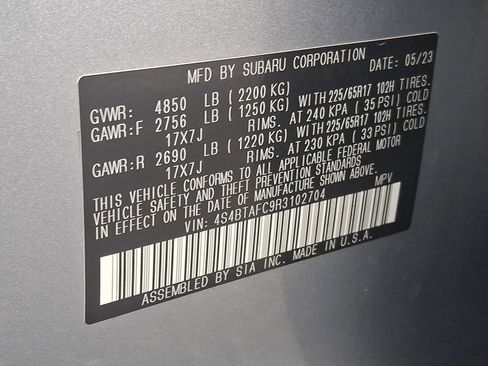 MFD BY SUBARU CORPORATION DATE: 05/23
GVWR: 4850 LB (2200 KG)
GAWR:F 2756 LB (1250 KG) WITH 225/65R17 102H TIRES.
17X7J RIMS. AT 240 KPA (35 PSI) COLD
GAWR:R 2690 LB (1220 KG) WITH 225/65R17 102H TIRES.
17X7J RIMS. AT 230 KPA (33 PSI) COLD
THIS VEHICLE CONFORMS TO ALL APPLICABLE FEDERAL MOTOR
VEHICLE SAFETY AND THEFT PREVENTION STANDARDS
IN EFFECT ON THE DATE OF MANUFACTURE SHOWN ABOVE.
VIN: 4S4BTAFC9R3102704 MPV
ASSEMBLED BY SIA INC. MADE IN U.S.A.